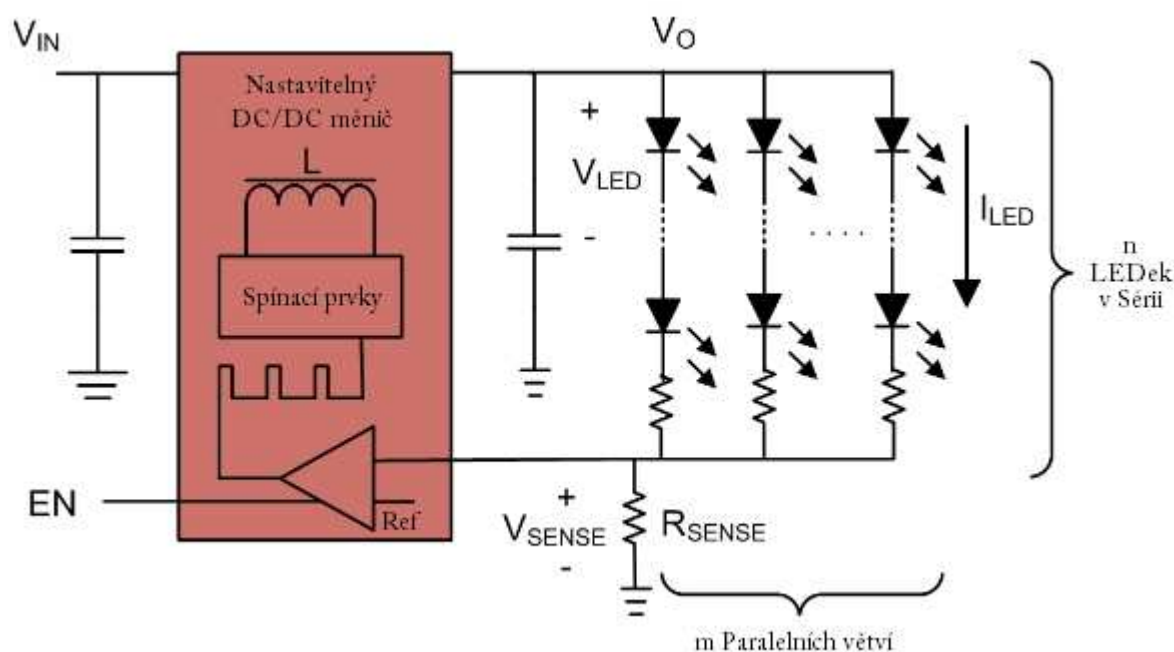 V_IN
V_O
Nastavitelný
DC/DC měnič
L
+
V_LED
-
I_LED
n
LEDek
v Sérii
Spínací prvky
EN
Ref
+
V_SENSE
-
R_SENSE
m Paralelních větví